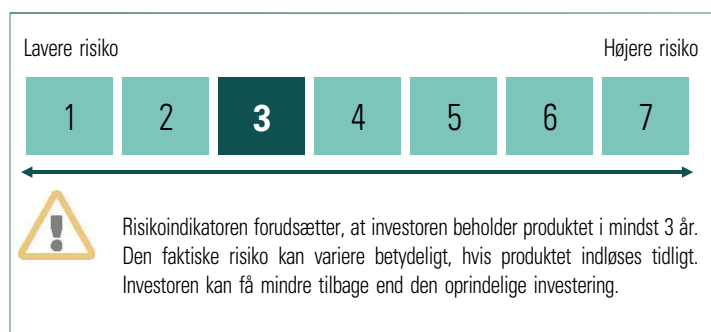 Lavere risiko Højere risiko
1 2 3 4 5 6 7
Risikoindikatoren forudsætter, at investoren beholder produktet i mindst 3 år.
Den faktiske risiko kan variere betydeligt, hvis produktet indløses tidligt.
Investoren kan få mindre tilbage end den oprindelige investering.